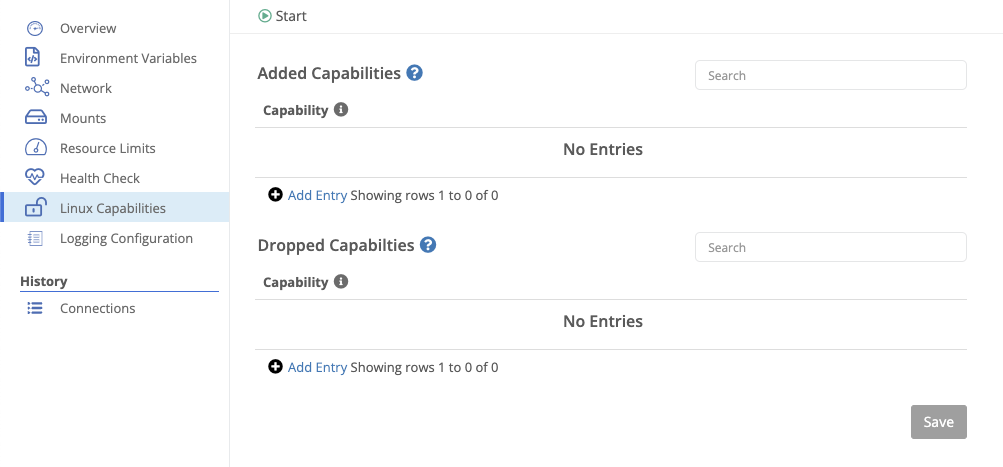 Overview
Environment Variables
Network
Mounts
Resource Limits
Health Check
Linux Capabilities
Logging Configuration
History
Connections
Start
Added Capabilities ?
Search
Capability i
No Entries
Add Entry Showing rows 1 to 0 of 0
Dropped Capabilties ?
Search
Capability i
No Entries
Add Entry Showing rows 1 to 0 of 0
Save